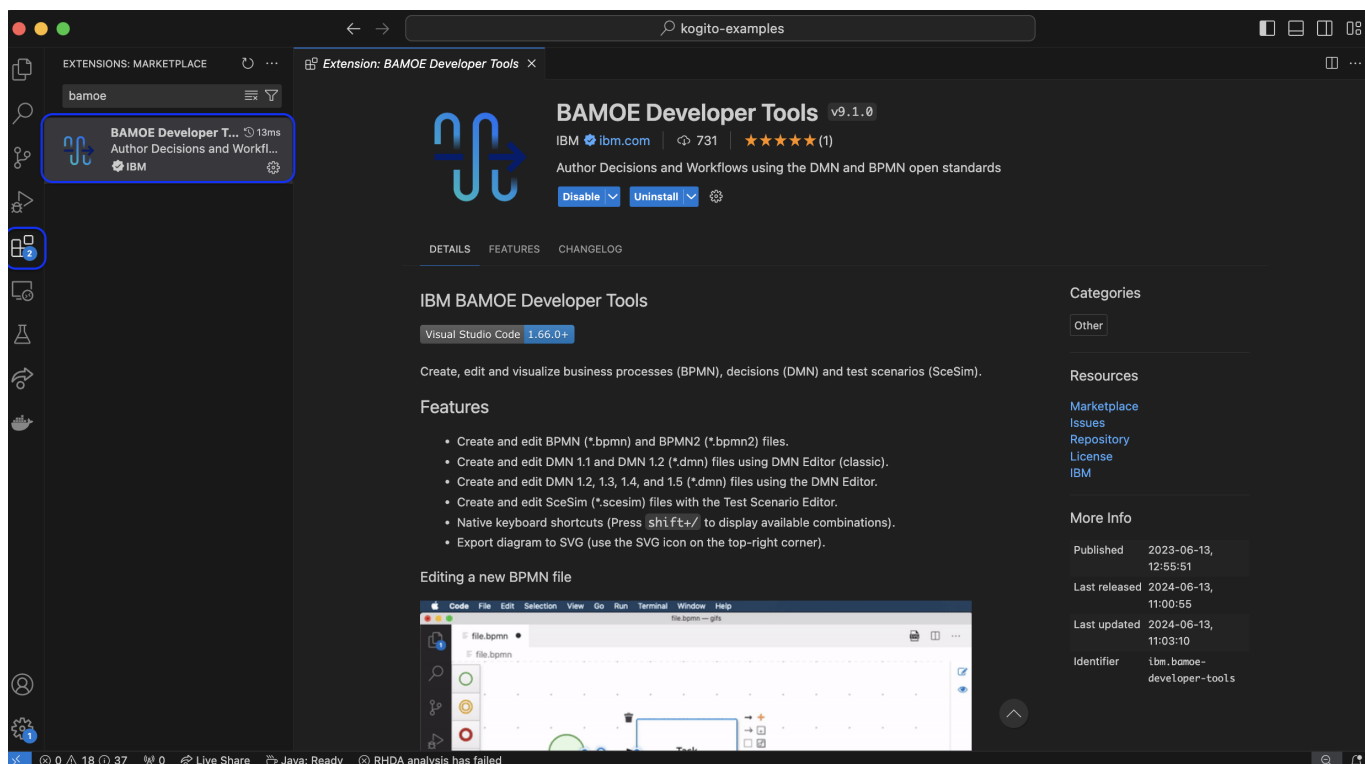 kogito-examples
EXTENSIONS: MARKETPLACE
Extension: BAMOE Developer Tools
bamoe
BAMOE Developer T... 13ms
Author Decisions and Workfl...
IBM
2
1
BAMOE Developer Tools v9.1.0
IBM ibm.com 731 (1)
Author Decisions and Workflows using the DMN and BPMN open standards
Disable Uninstall
DETAILS FEATURES CHANGELOG
IBM BAMOE Developer Tools
Visual Studio Code 1.66.0+
Create, edit and visualize business processes (BPMN), decisions (DMN) and test scenarios (SceSim).
Features
• Create and edit BPMN (*.bpmn) and BPMN2 (*.bpmn2) files.
• Create and edit DMN 1.1 and DMN 1.2 (*.dmn) files using DMN Editor (classic).
• Create and edit DMN 1.2, 1.3, 1.4, and 1.5 (*.dmn) files using the DMN Editor.
• Create and edit SceSim (*.scesim) files with the Test Scenario Editor.
• Native keyboard shortcuts (Press shift+/ to display available combinations).
• Export diagram to SVG (use the SVG icon on the top-right corner).
Editing a new BPMN file
Code File Edit Selection View Go Run Terminal Window Help
file.bpmn — gifs
file.bpmn
file.bpmn
1
Task
Categories
Other
Resources
Marketplace
Issues
Repository
License
IBM
More Info
Published 2023-06-13,
12:55:51
Last released 2024-06-13,
11:00:55
Last updated 2024-06-13,
11:03:10
Identifier ibm.bamoe-
developer-tools
0 18 37 0 Live Share Java: Ready RHDA analysis has failed